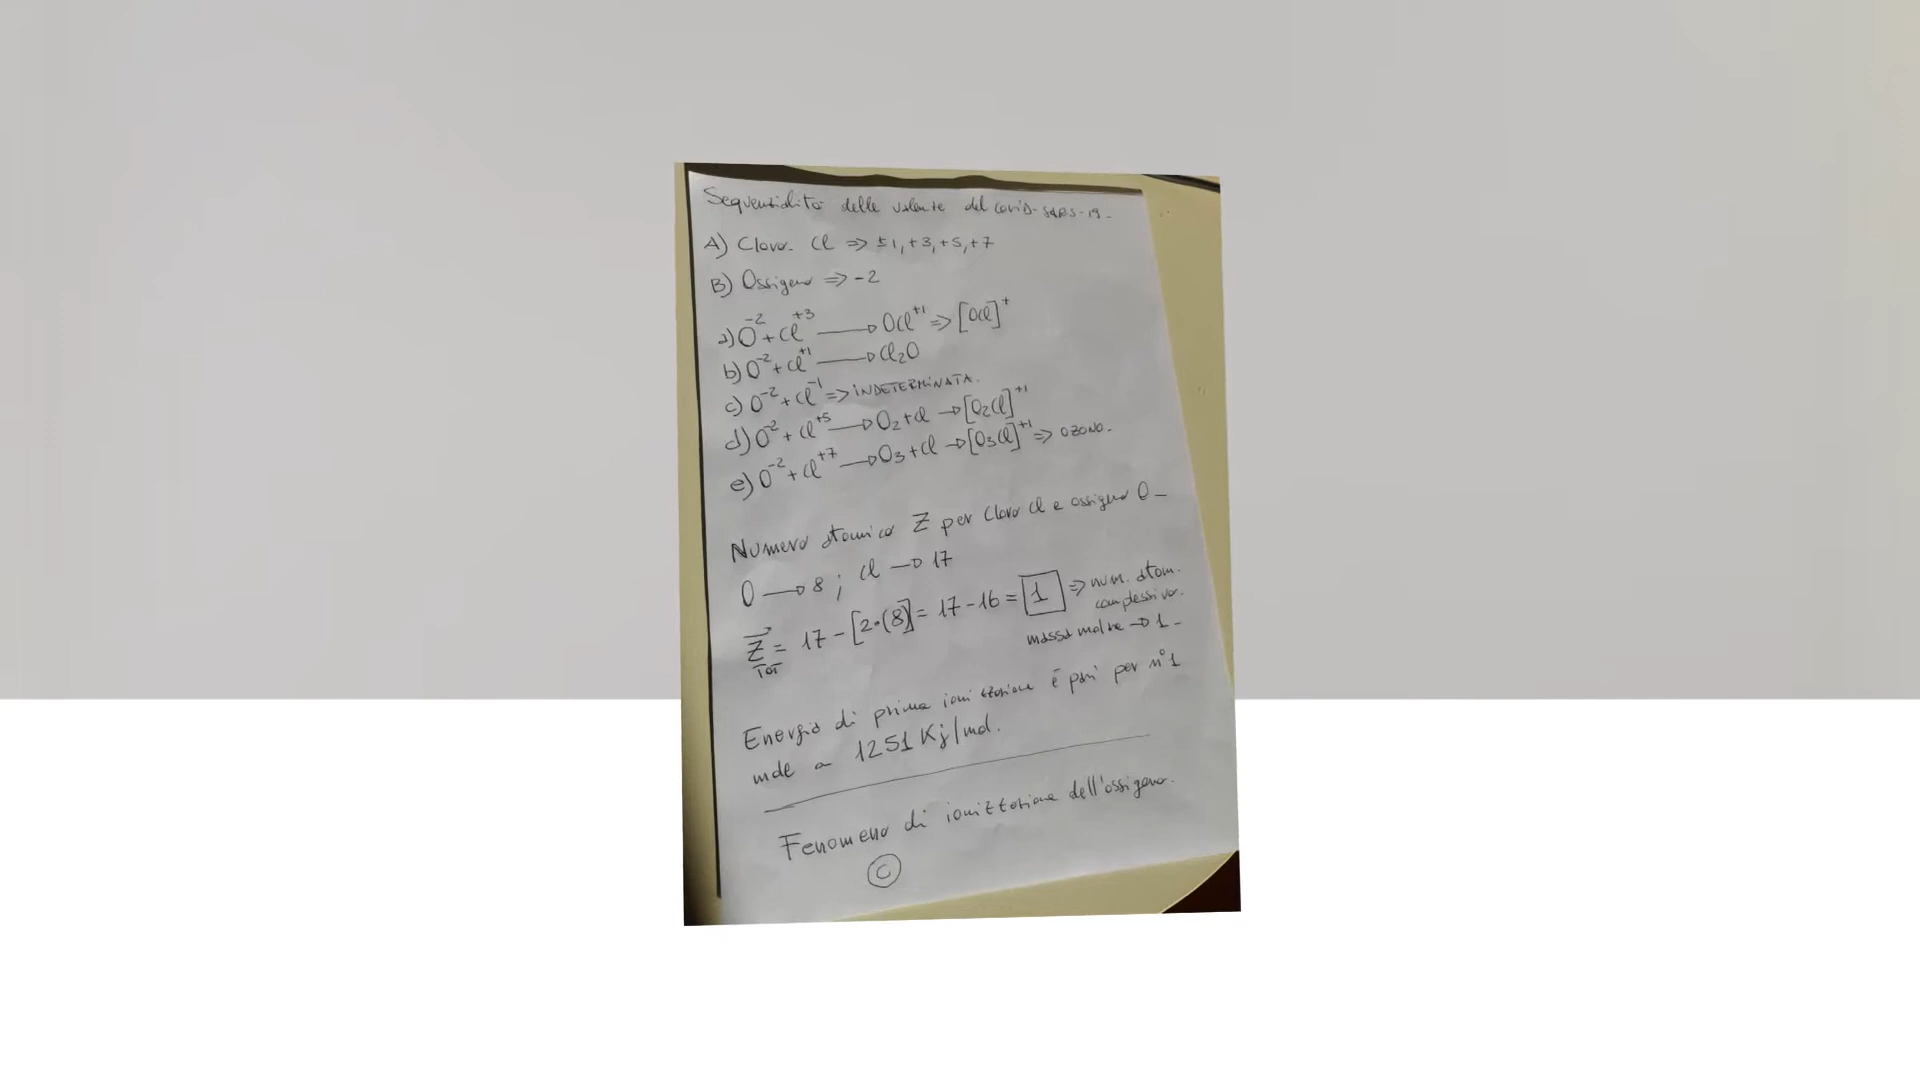 Sequenzialità delle valenze del coviD-SARS-19.
A) Cloro. Cl => ±1,+3,+5,+7
B) Ossigeno => -2
a) O⁻² + Cl⁺³ → OCl⁺¹ => [OCl]⁺
b) O⁻² + Cl⁺¹ → Cl₂O
c) O⁻² + Cl⁻¹ => INDETERMINATA.
d) O⁻² + Cl⁺⁵ → O₂+Cl → [O₂Cl]⁺¹
e) O⁻² + Cl⁺⁷ → O₃+Cl → [O₃Cl]⁺¹ => OZONO.
Numero atomico Z per Cloro Cl e ossigeno O-
O → 8 ; Cl → 17
Z TOT = 17 - [2·(8)] = 17-16 = 1 => num. atom. complessivo.
massa molare → 1-
Energia di prima ionizzazione è pari per n°1
mole a 1251 Kj/mol.
Fenomeno di ionizzazione dell'ossigeno.
©